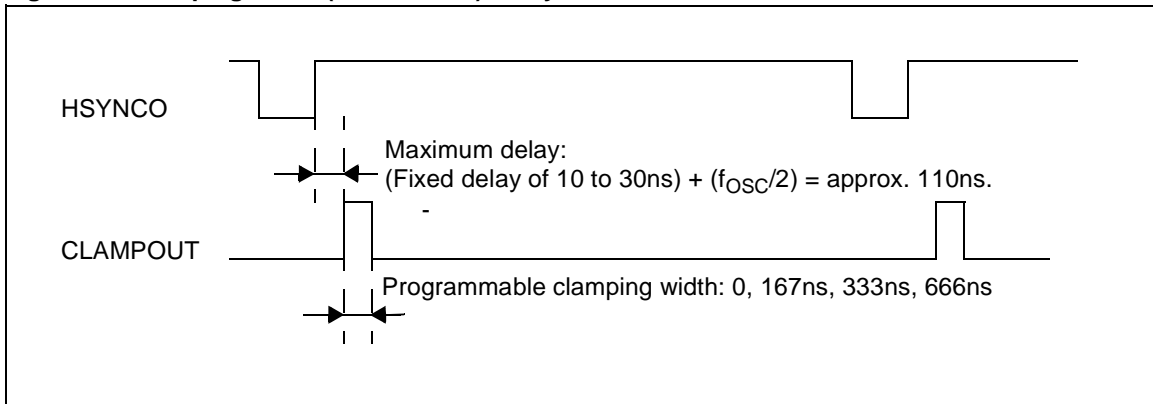 HSYNCO
Maximum delay:
(Fixed delay of 10 to 30ns) + (fOSC/2) = approx. 110ns.
-
CLAMPOUT
Programmable clamping width: 0, 167ns, 333ns, 666ns